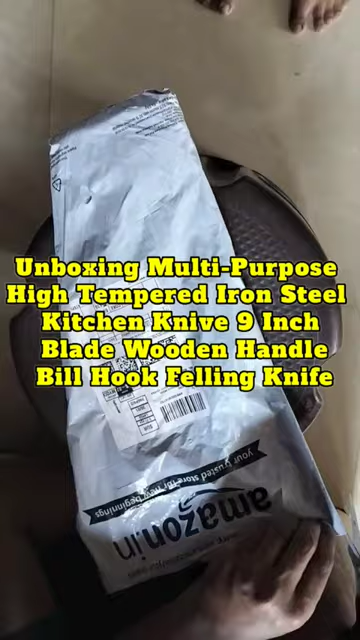 Unboxing Multi-Purpose
High Tempered Iron Steel
Kitchen Knive 9 Inch
Blade Wooden Handle
Bill Hook Felling Knife
your trusted store for new beginnings
amazon.in